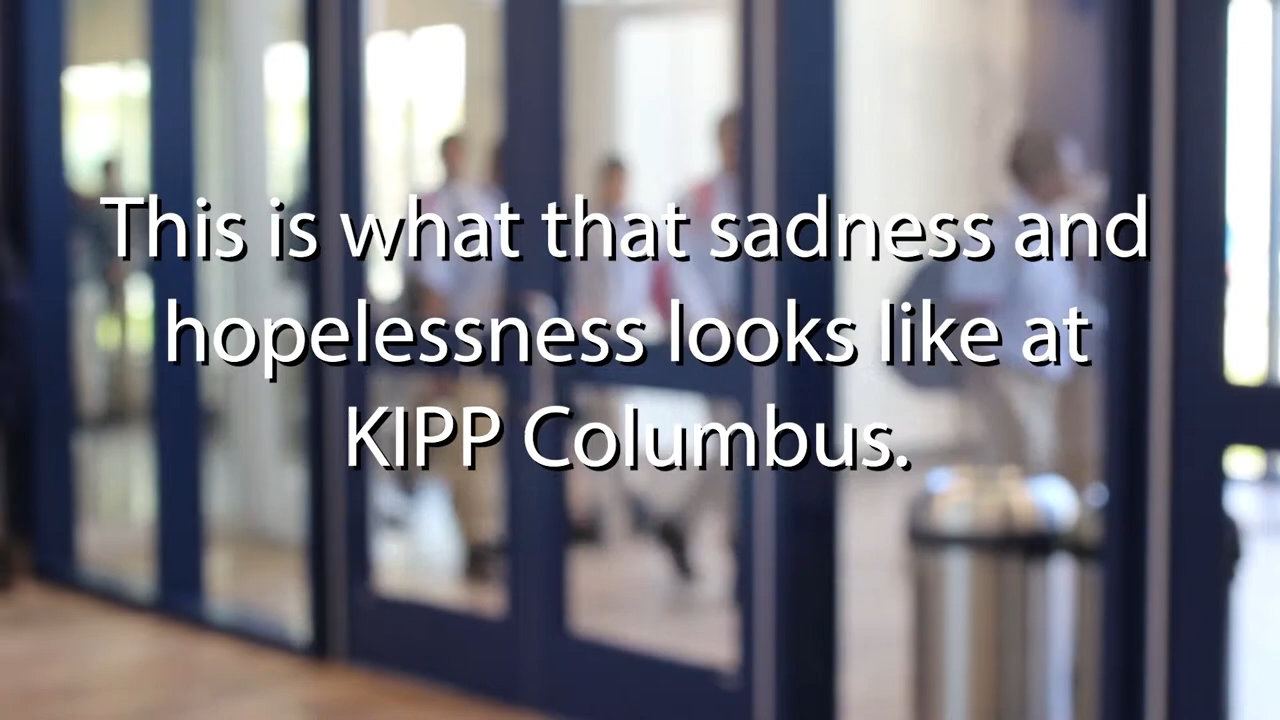 This is what that sadness and
hopelessness looks like at
KIPP Columbus.